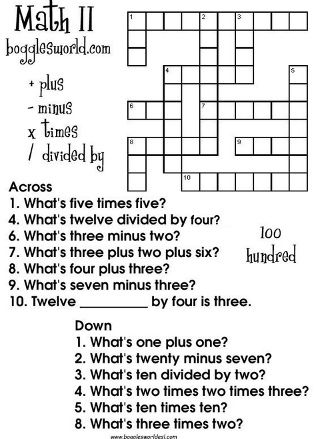 Math II
bogglesworld.com
+ plus
- minus
x times
/ divided by
1 2 3
4 5
6 7
8 9
10
Across
1. What's five times five?
4. What's twelve divided by four?
6. What's three minus two?
7. What's three plus two plus six?
8. What's four plus three?
9. What's seven minus three?
10. Twelve __________ by four is three.
100
hundred
Down
1. What's one plus one?
2. What's twenty minus seven?
3. What's ten divided by two?
4. What's two times two times three?
5. What's ten times ten?
8. What's three times two?
www.bogglesworldesl.com